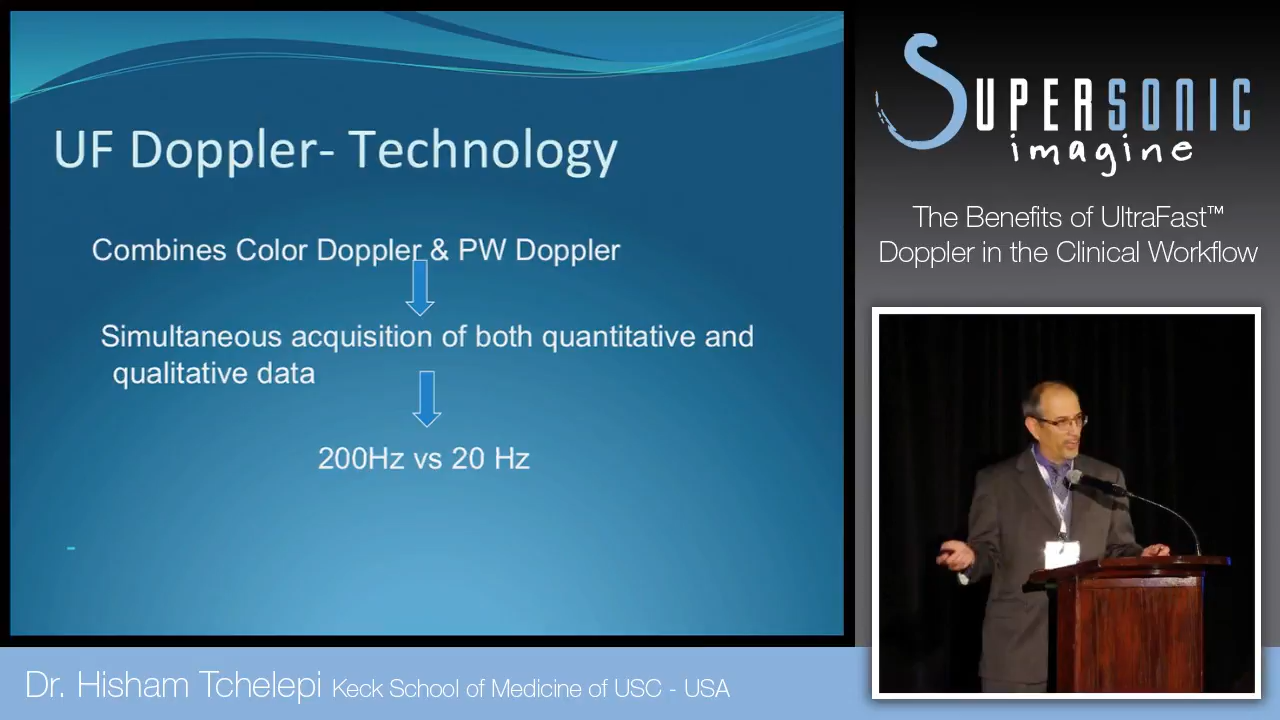 UF Doppler- Technology
Combines Color Doppler & PW Doppler
Simultaneous acquisition of both quantitative and
qualitative data
200Hz vs 20 Hz
-
SUPERSONIC
imagine
The Benefits of UltraFast™
Doppler in the Clinical Workflow
Dr. Hisham Tchelepi Keck School of Medicine of USC - USA